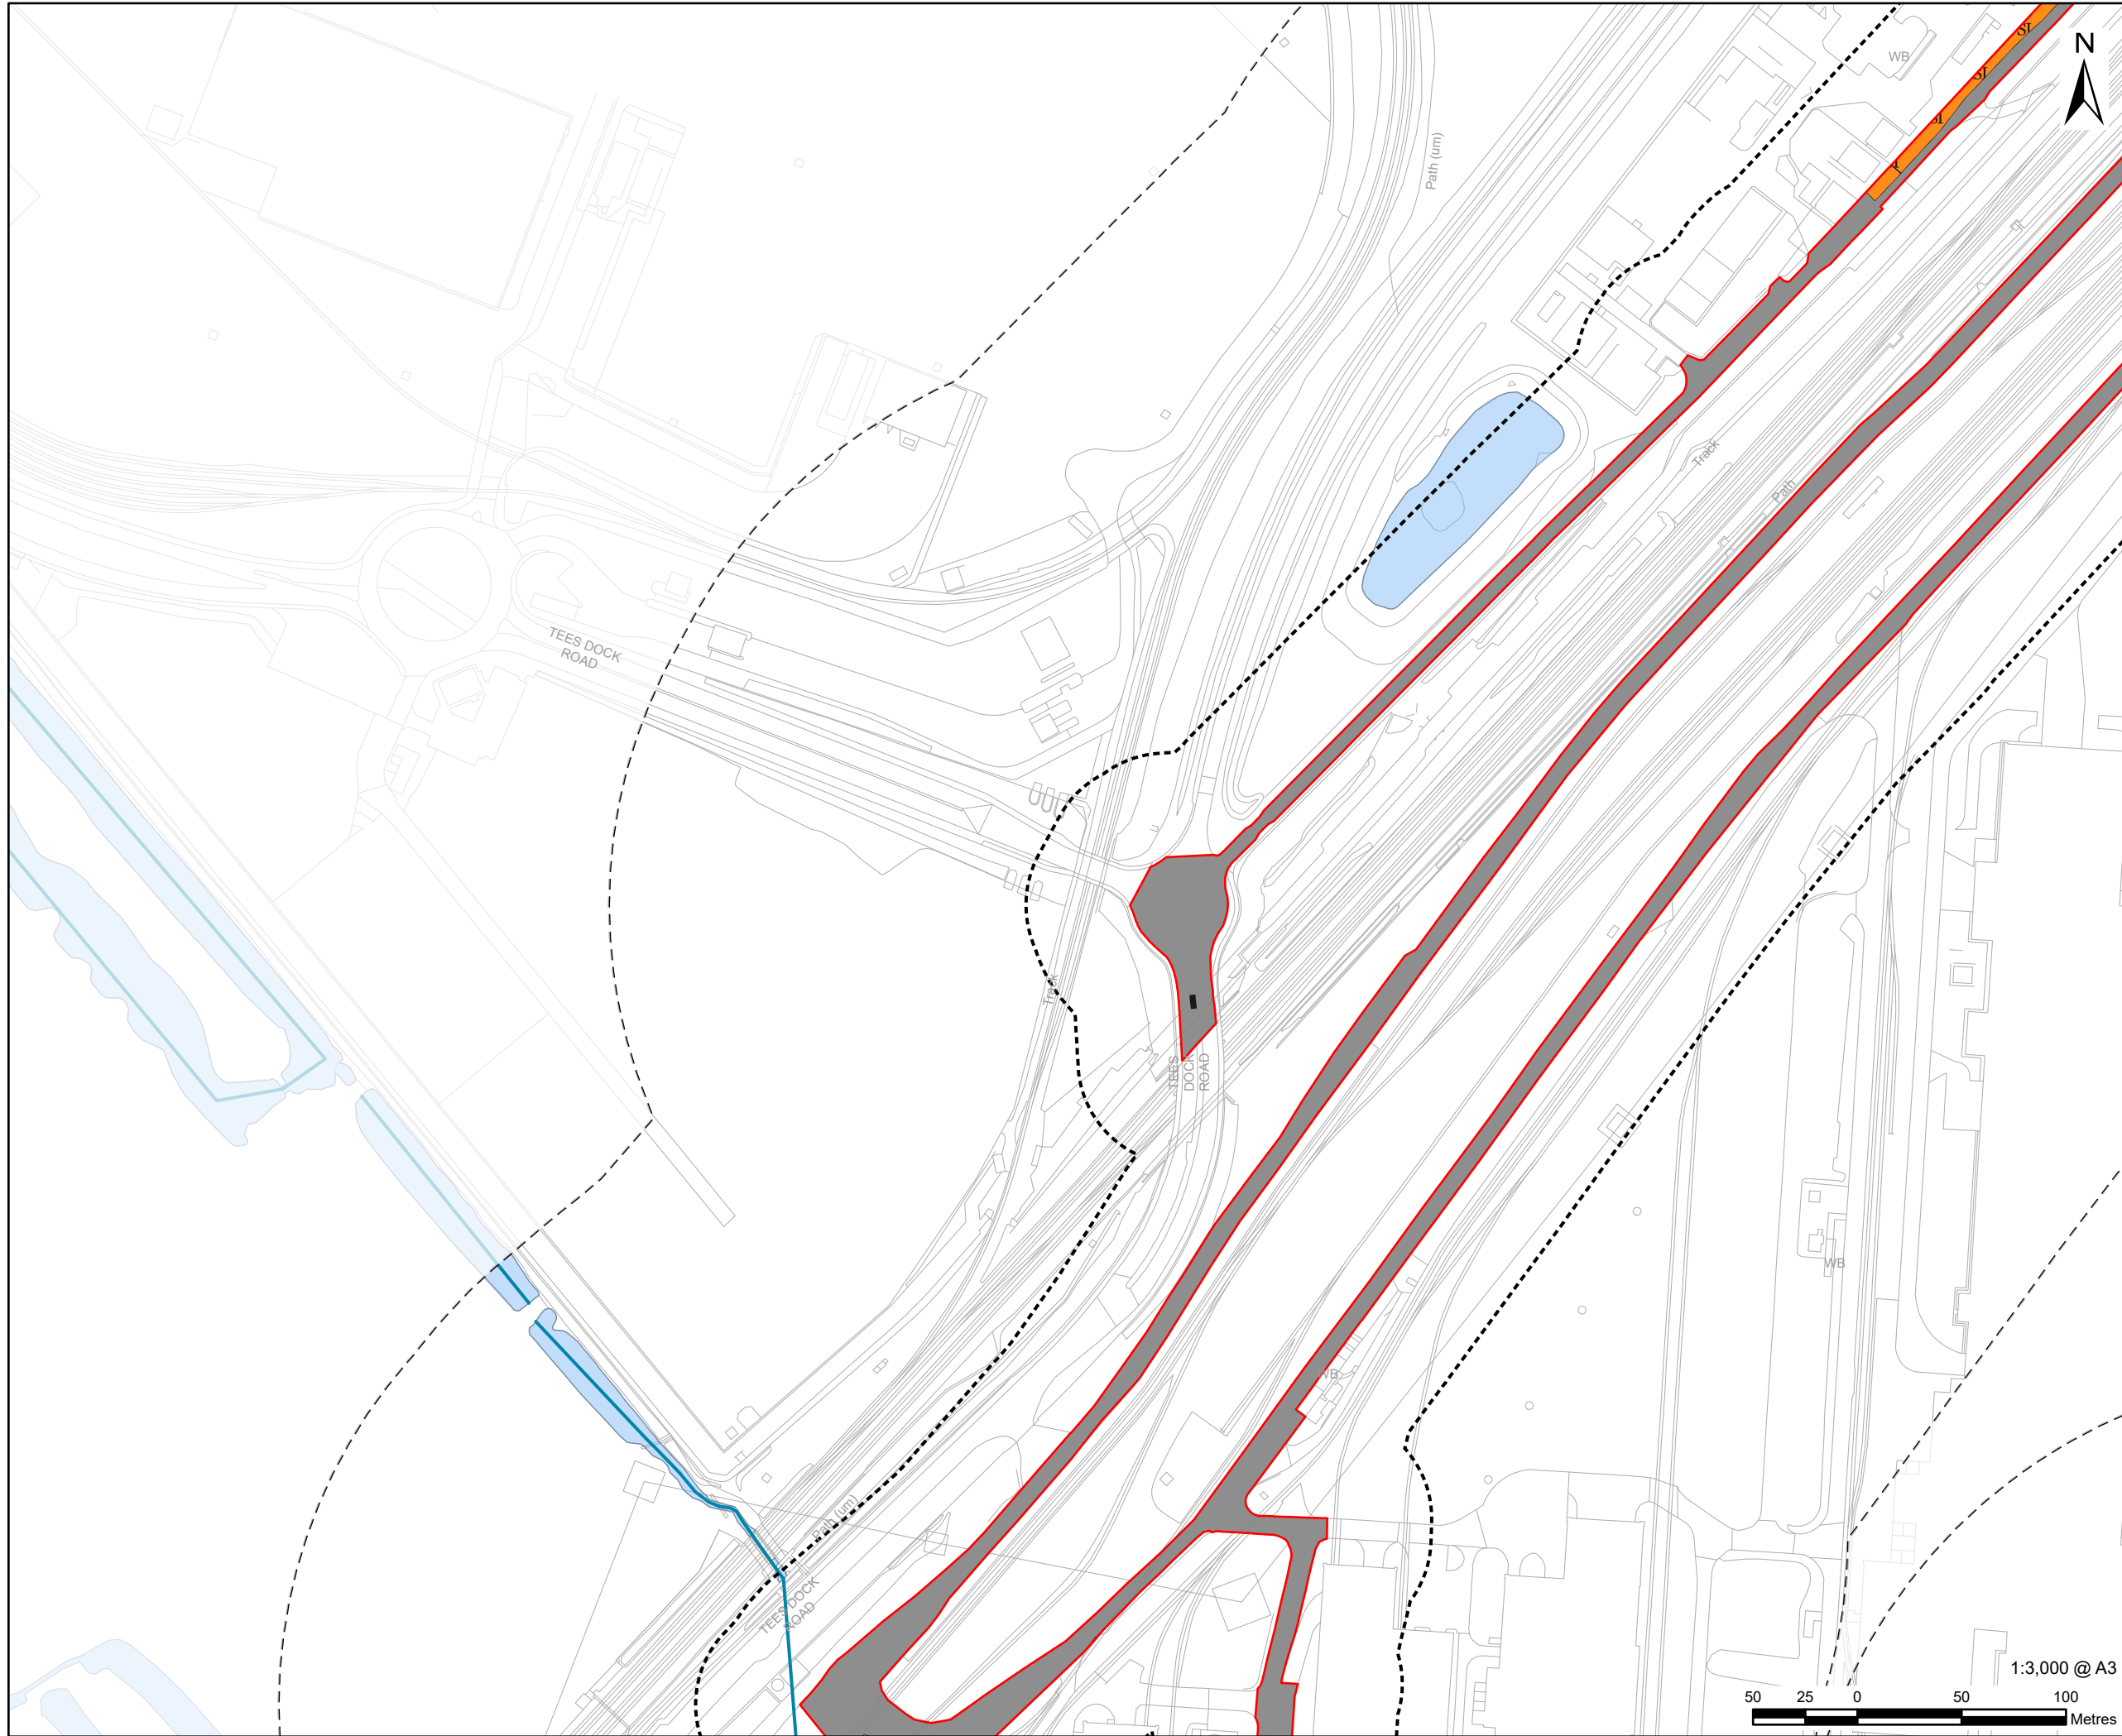 N
WB
SI
SI
SI
Path (um)
Track
Path
TEES DOCK
ROAD
Track
TEES
DOCK
ROAD
WB
WB
Path (um)
TEES DOCK
ROAD
1:3,000 @ A3
50 25 0 50 100
Metres